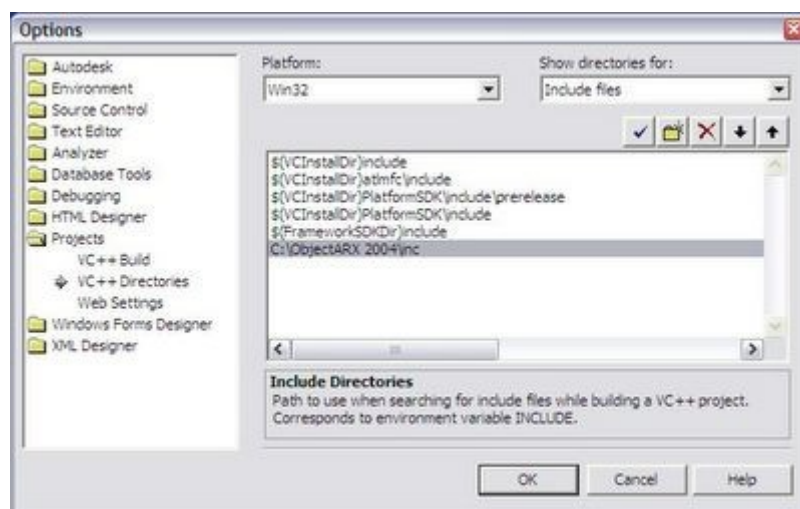 Options
Autodesk
Environment
Source Control
Text Editor
Analyzer
Database Tools
Debugging
HTML Designer
Projects
VC++ Build
VC++ Directories
Web Settings
Windows Forms Designer
XML Designer
Platform:
Win32
Show directories for:
Include files
$(VCInstallDir)include
$(VCInstallDir)atlmfc\include
$(VCInstallDir)PlatformSDK\include\prerelease
$(VCInstallDir)PlatformSDK\include
$(FrameworkSDKDir)include
C:\ObjectARX 2004\inc
Include Directories
Path to use when searching for include files while building a VC++ project.
Corresponds to environment variable INCLUDE.
OK
Cancel
Help